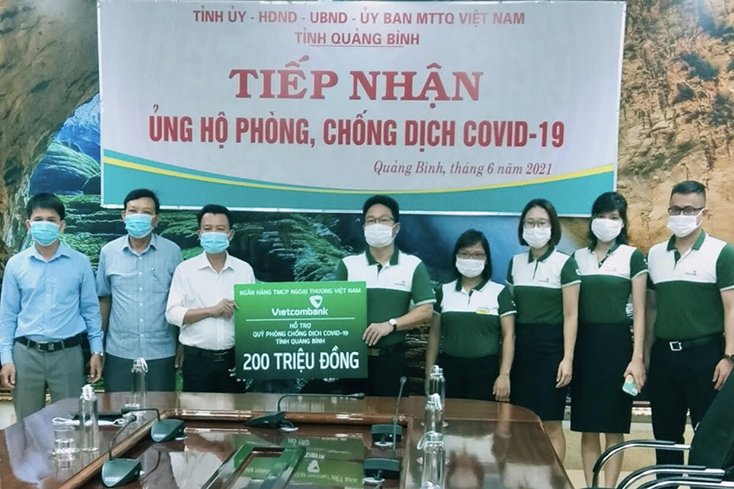 TỈNH ỦY - HĐND - UBND - ỦY BAN MTTQ VIỆT NAM
TỈNH QUẢNG BÌNH
TIẾP NHẬN
ỦNG HỘ PHÒNG, CHỐNG DỊCH COVID-19
Quảng Bình, tháng 6 năm 2021
NGÂN HÀNG TMCP NGOẠI THƯƠNG VIỆT NAM
Vietcombank
HỖ TRỢ
QUỸ PHÒNG CHỐNG DỊCH COVID-19
TỈNH QUẢNG BÌNH
200 TRIỆU ĐỒNG